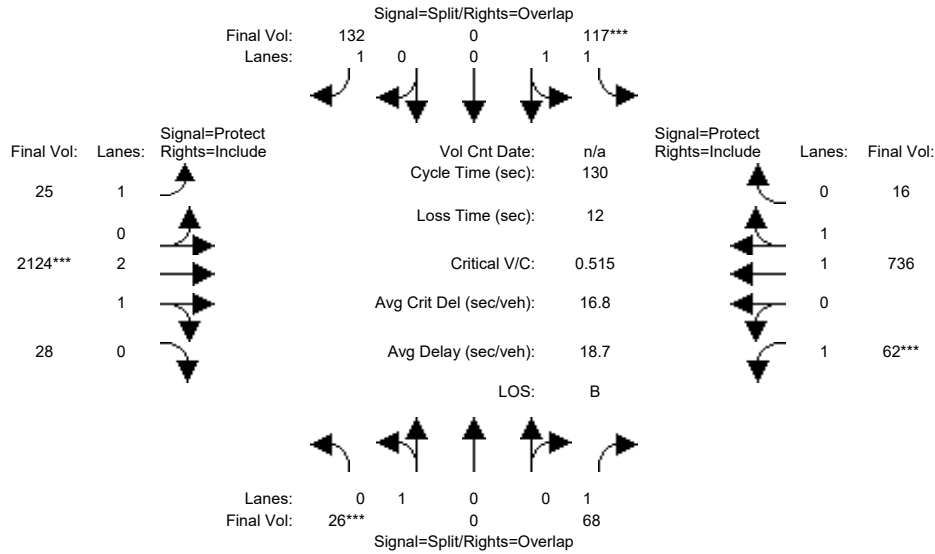 Signal=Split/Rights=Overlap
Final Vol: 132 0 117***
Lanes: 1 0 0 1 1
Signal=Protect Signal=Protect
Final Vol: Lanes: Rights=Include Vol Cnt Date: n/a Rights=Include Lanes: Final Vol:
Cycle Time (sec): 130
25 1 0 16
Loss Time (sec): 12
0 1
2124*** 2 Critical V/C: 0.515 1 736
1 Avg Crit Del (sec/veh): 16.8 0
28 0 Avg Delay (sec/veh): 18.7 1 62***
LOS: B
Lanes: 0 1 0 0 1
Final Vol: 26*** 0 68
Signal=Split/Rights=Overlap